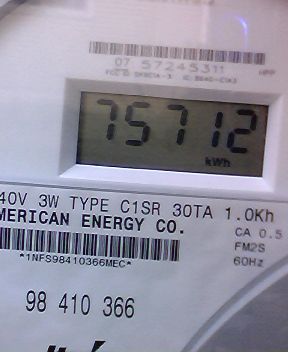 07 57245311
75712
kWh
40V 3W TYPE C1SR 30TA 1.0Kh
MERICAN ENERGY CO.
CA 0.5
FM2S
*1NFS98410366MEC*
60Hz
98 410 366